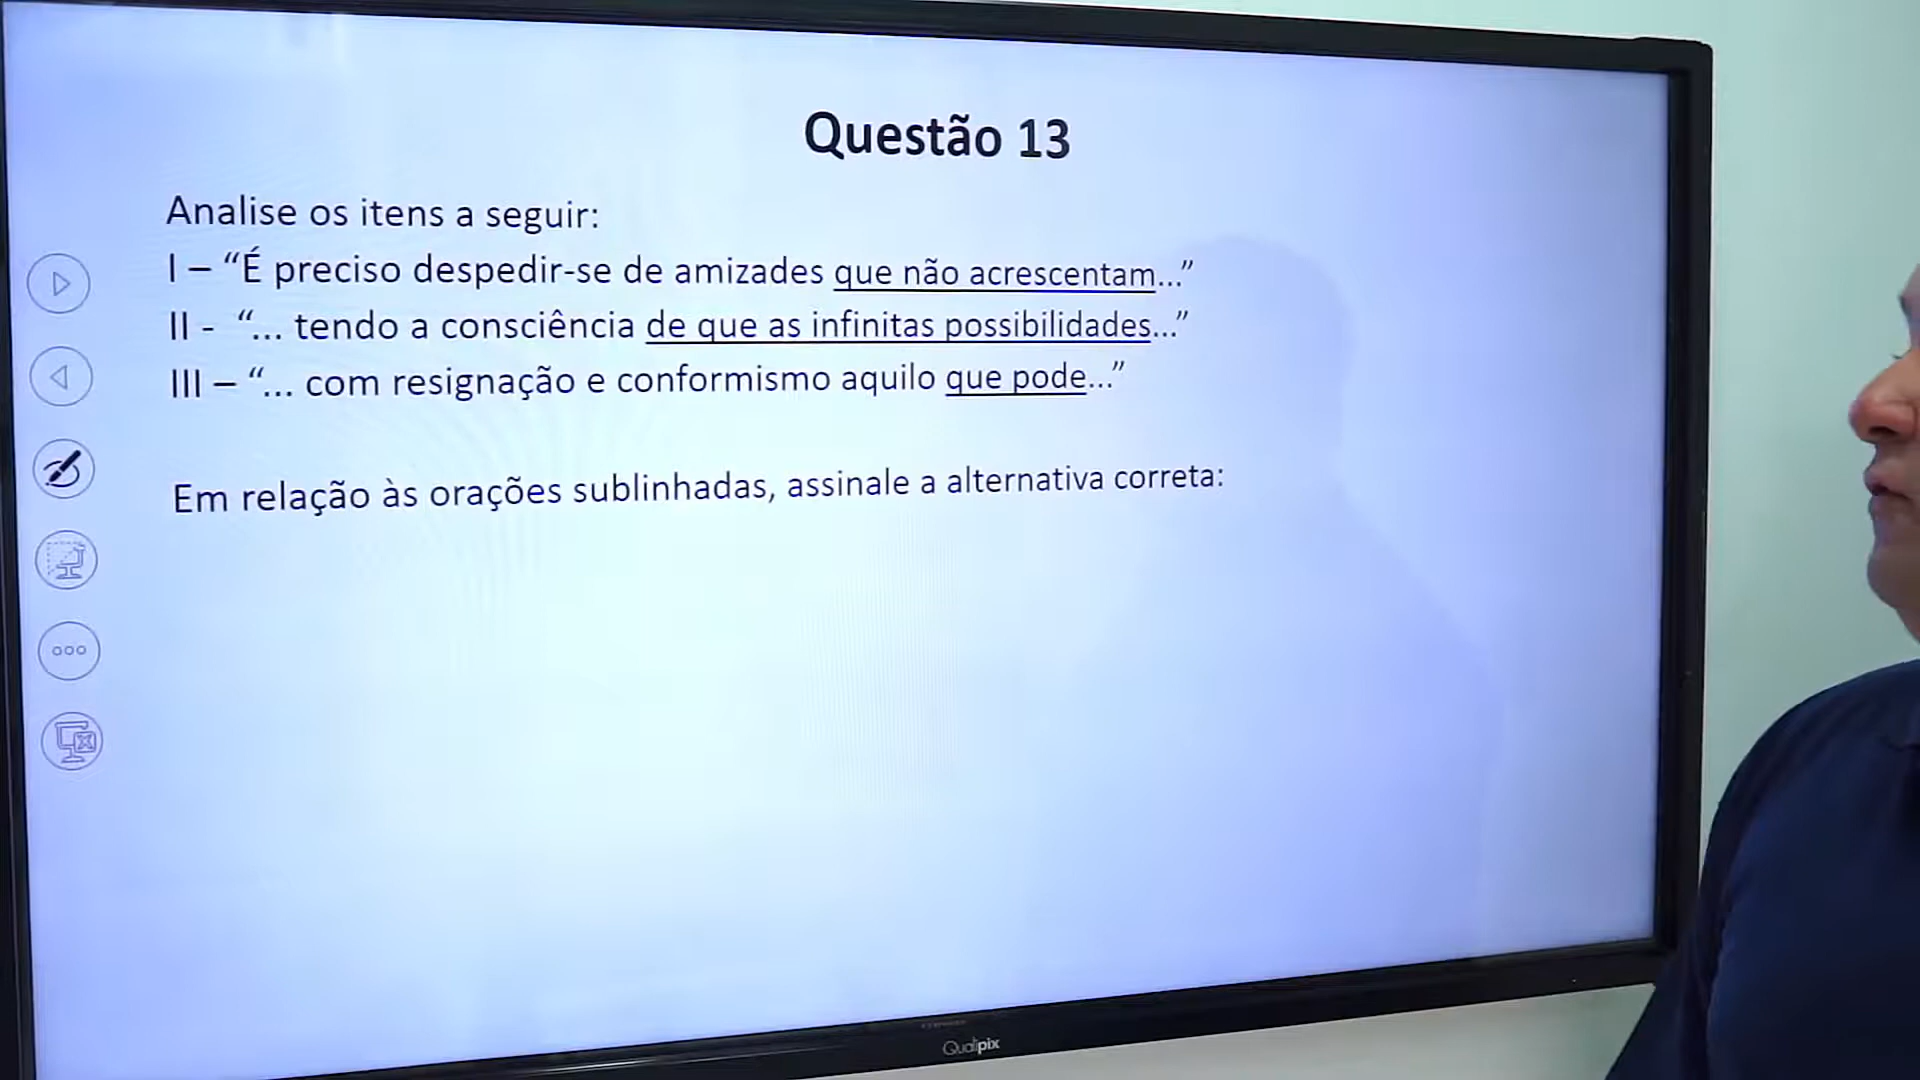 Questão 13
Analise os itens a seguir:
I – “É preciso despedir-se de amizades que não acrescentam...”
II - “... tendo a consciência de que as infinitas possibilidades...”
III – “... com resignação e conformismo aquilo que pode...”
Em relação às orações sublinhadas, assinale a alternativa correta:
Qualipix